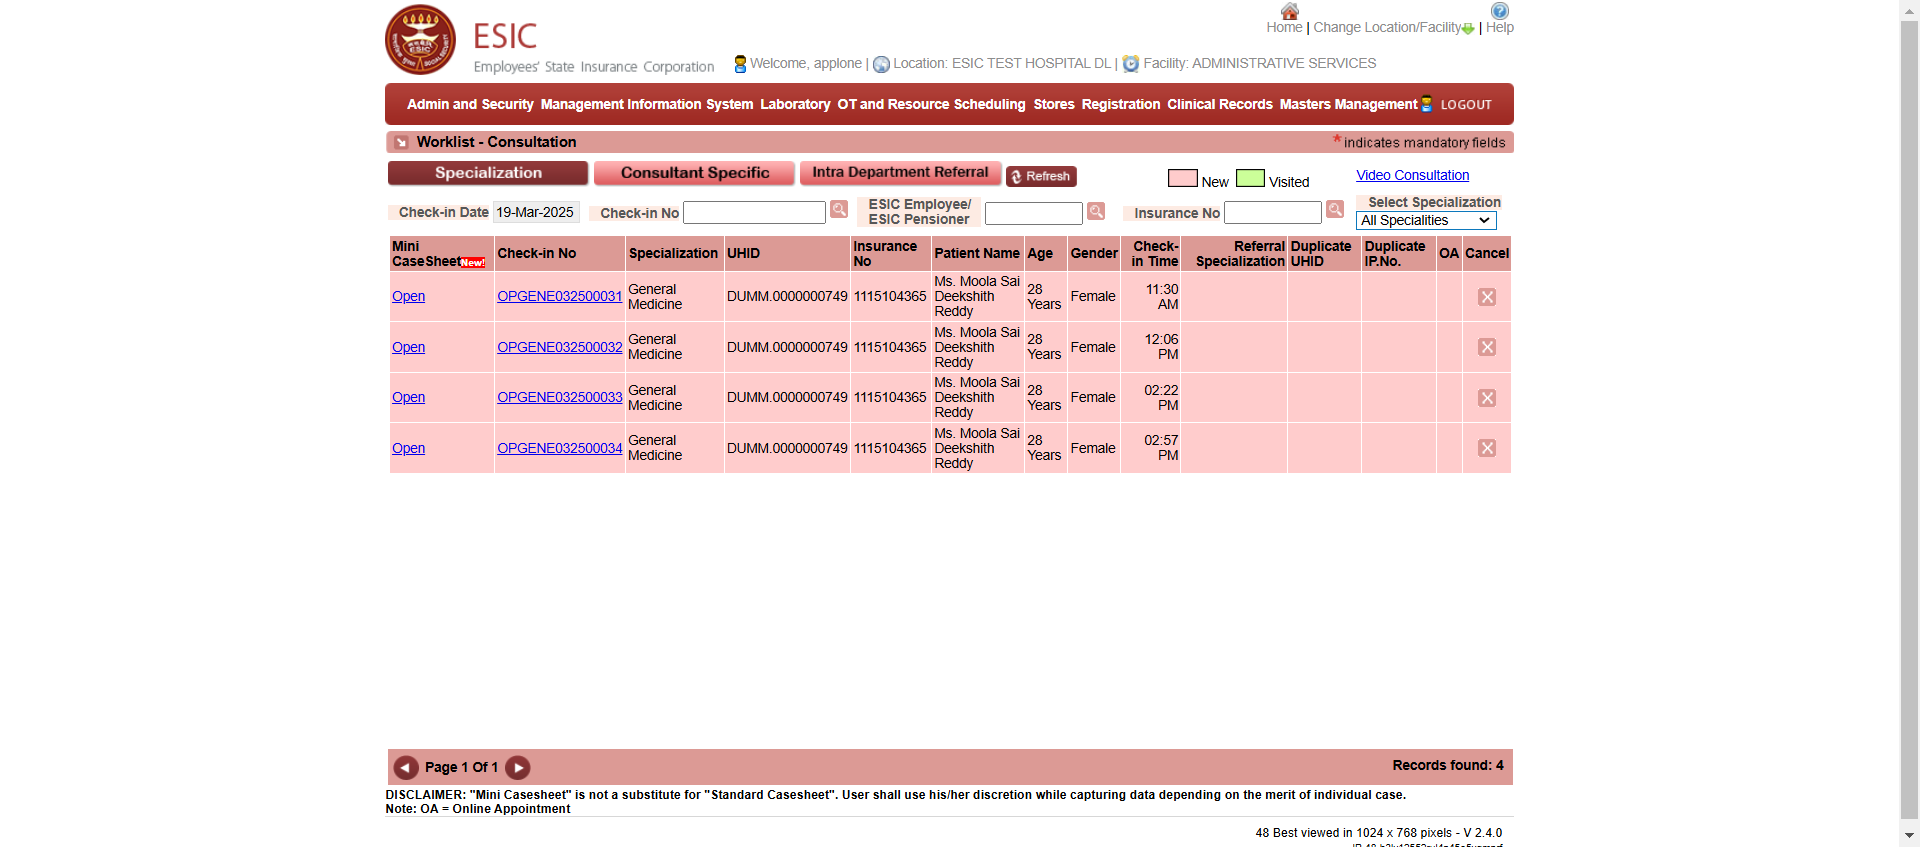 ESIC
Employees' State Insurance Corporation
Home | Change Location/Facility | Help
Welcome, applone | Location: ESIC TEST HOSPITAL DL | Facility: ADMINISTRATIVE SERVICES
Admin and Security Management Information System Laboratory OT and Resource Scheduling Stores Registration Clinical Records Masters Management LOGOUT
Worklist - Consultation * indicates mandatory fields
Specialization Consultant Specific Intra Department Referral Refresh New Visited Video Consultation
Check-in Date 19-Mar-2025 Check-in No ESIC Employee/ ESIC Pensioner Insurance No Select Specialization All Specialities
Mini CaseSheet New! Check-in No Specialization UHID Insurance No Patient Name Age Gender Check-in Time Referral Specialization Duplicate UHID Duplicate IP.No. OA Cancel
Open OPGENE032500031 General Medicine DUMM.0000000749 1115104365 Ms. Moola Sai Deekshith Reddy 28 Years Female 11:30 AM
Open OPGENE032500032 General Medicine DUMM.0000000749 1115104365 Ms. Moola Sai Deekshith Reddy 28 Years Female 12:06 PM
Open OPGENE032500033 General Medicine DUMM.0000000749 1115104365 Ms. Moola Sai Deekshith Reddy 28 Years Female 02:22 PM
Open OPGENE032500034 General Medicine DUMM.0000000749 1115104365 Ms. Moola Sai Deekshith Reddy 28 Years Female 02:57 PM
Page 1 Of 1 Records found: 4
DISCLAIMER: "Mini Casesheet" is not a substitute for "Standard Casesheet". User shall use his/her discretion while capturing data depending on the merit of individual case.
Note: OA = Online Appointment
48 Best viewed in 1024 x 768 pixels - V 2.4.0